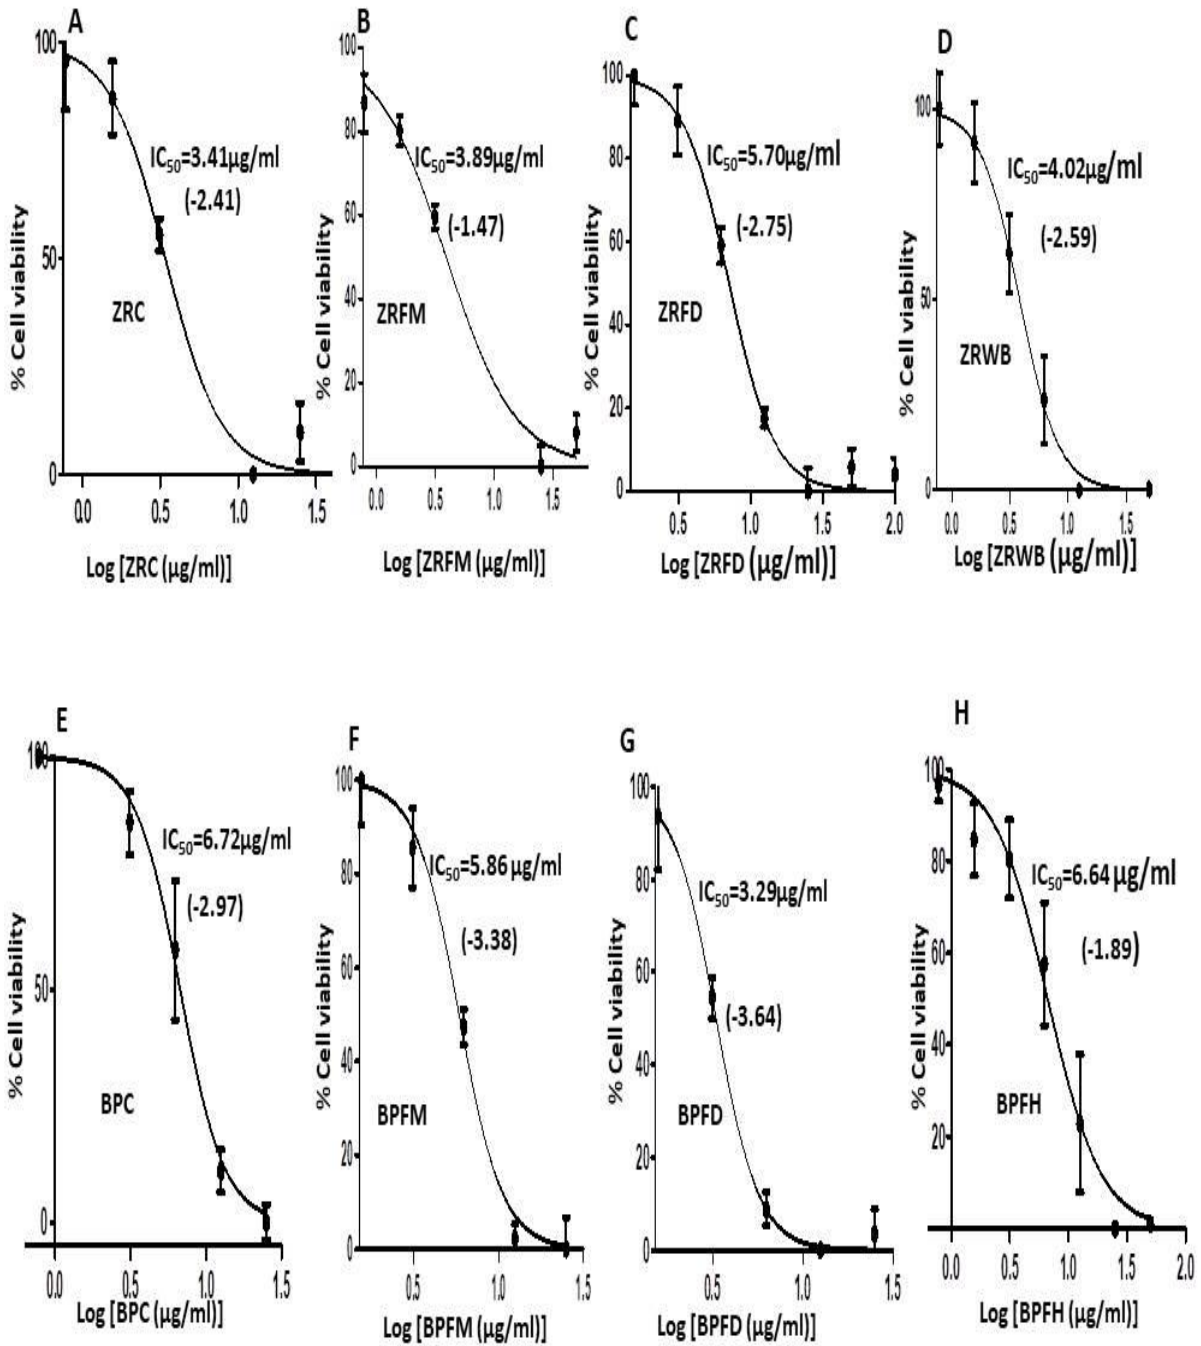 A
B
C
D
100
50
0
% Cell viability
IC50=3.41µg/ml
(-2.41)
ZRC
0.0 0.5 1.0 1.5
Log [ZRC (µg/ml)]
100
80
60
40
20
0
% Cell viability
IC50=3.89µg/ml
(-1.47)
ZRFM
0.0 0.5 1.0 1.5
Log [ZRFM (µg/ml)]
100
80
60
40
20
0
% Cell viability
IC50=5.70µg/ml
(-2.75)
ZRFD
0.5 1.0 1.5 2.0
Log [ZRFD (µg/ml)]
100
50
0
% Cell viability
IC50=4.02µg/ml
(-2.59)
ZRWB
0.0 0.5 1.0 1.5
Log [ZRWB (µg/ml)]
E
F
G
H
100
50
0
% Cell viability
IC50=6.72µg/ml
(-2.97)
BPC
0.0 0.5 1.0 1.5
Log [BPC (µg/ml)]
100
80
60
40
20
0
% Cell viability
IC50=5.86 µg/ml
(-3.38)
BPFM
0.5 1.0 1.5
Log [BPFM (µg/ml)]
100
80
60
40
20
0
% Cell viability
IC50=3.29µg/ml
(-3.64)
BPFD
0.5 1.0 1.5
Log [BPFD (µg/ml)]
100
80
60
40
20
% Cell viability
IC50=6.64 µg/ml
(-1.89)
BPFH
0.0 0.5 1.0 1.5 2.0
Log [BPFH (µg/ml)]